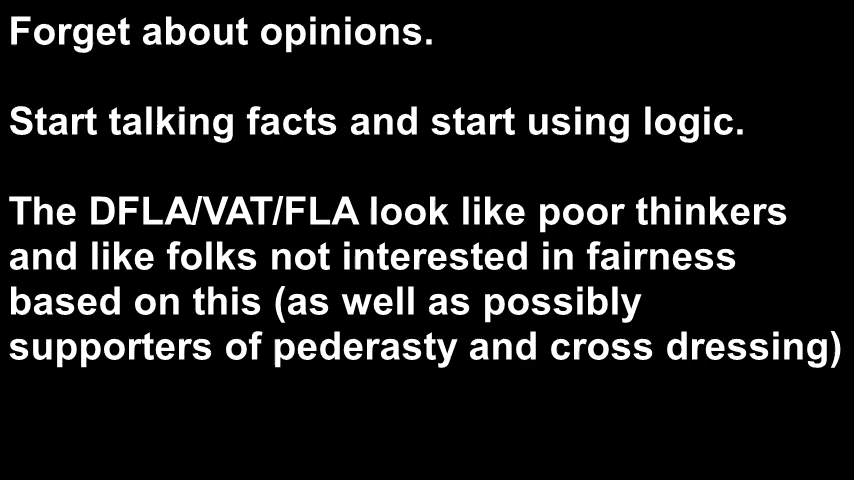 Forget about opinions.
Start talking facts and start using logic.
The DFLA/VAT/FLA look like poor thinkers
and like folks not interested in fairness
based on this (as well as possibly
supporters of pederasty and cross dressing)